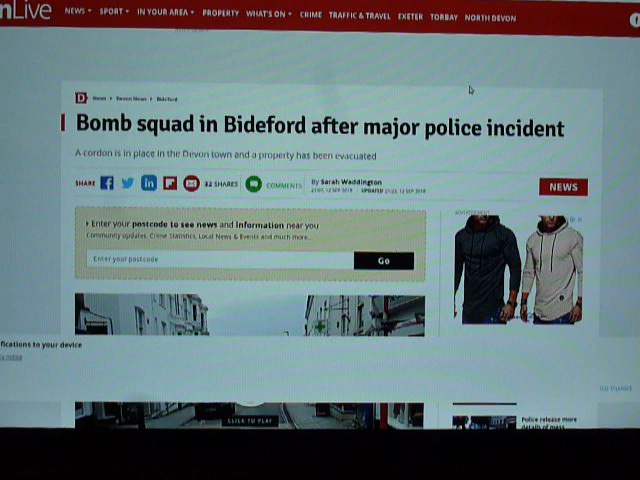 nLive
NEWS SPORT IN YOUR AREA PROPERTY WHAT'S ON CRIME TRAFFIC & TRAVEL EXETER TORBAY NORTH DEVON
D News Devon News Bideford
Bomb squad in Bideford after major police incident
A cordon is in place in the Devon town and a property has been evacuated
SHARE 32 SHARES COMMENTS
By Sarah Waddington
NEWS
Enter your postcode to see news and information near you
Community updates, Crime Statistics, Local News & Events and much more...
Enter your postcode Go
ADVERTISEMENT
fications to your device
NO THANKS
CLICK TO PLAY
Police release more
details of mass